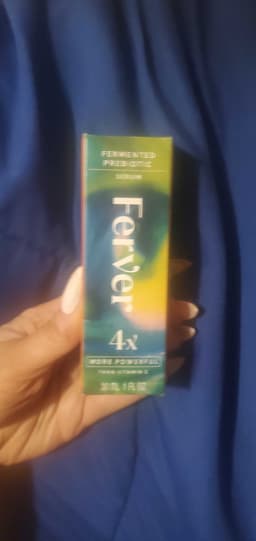 FERMENTED
PREBIOTIC
SERUM
Ferver
4x
MORE POWERFUL
THAN VITAMIN C
30 ML 1 FL OZ